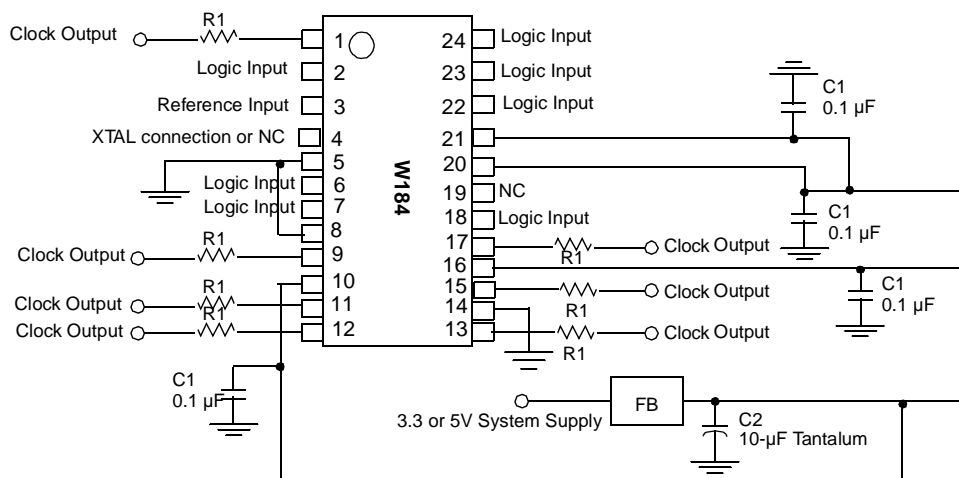 R1
Clock Output
1
24
Logic Input
Logic Input
2
23
Logic Input
C1
0.1 µF
Reference Input
3
22
Logic Input
XTAL connection or NC
4
21
5
20
W184
Logic Input
6
19
NC
Logic Input
7
18
Logic Input
C1
0.1 µF
8
17
Clock Output
R1
Clock Output
9
16
R1
10
15
Clock Output
C1
0.1 µF
R1
Clock Output
11
14
R1
R1
Clock Output
12
13
Clock Output
R1
C1
0.1 µF
3.3 or 5V System Supply
FB
C2
10-µF Tantalum